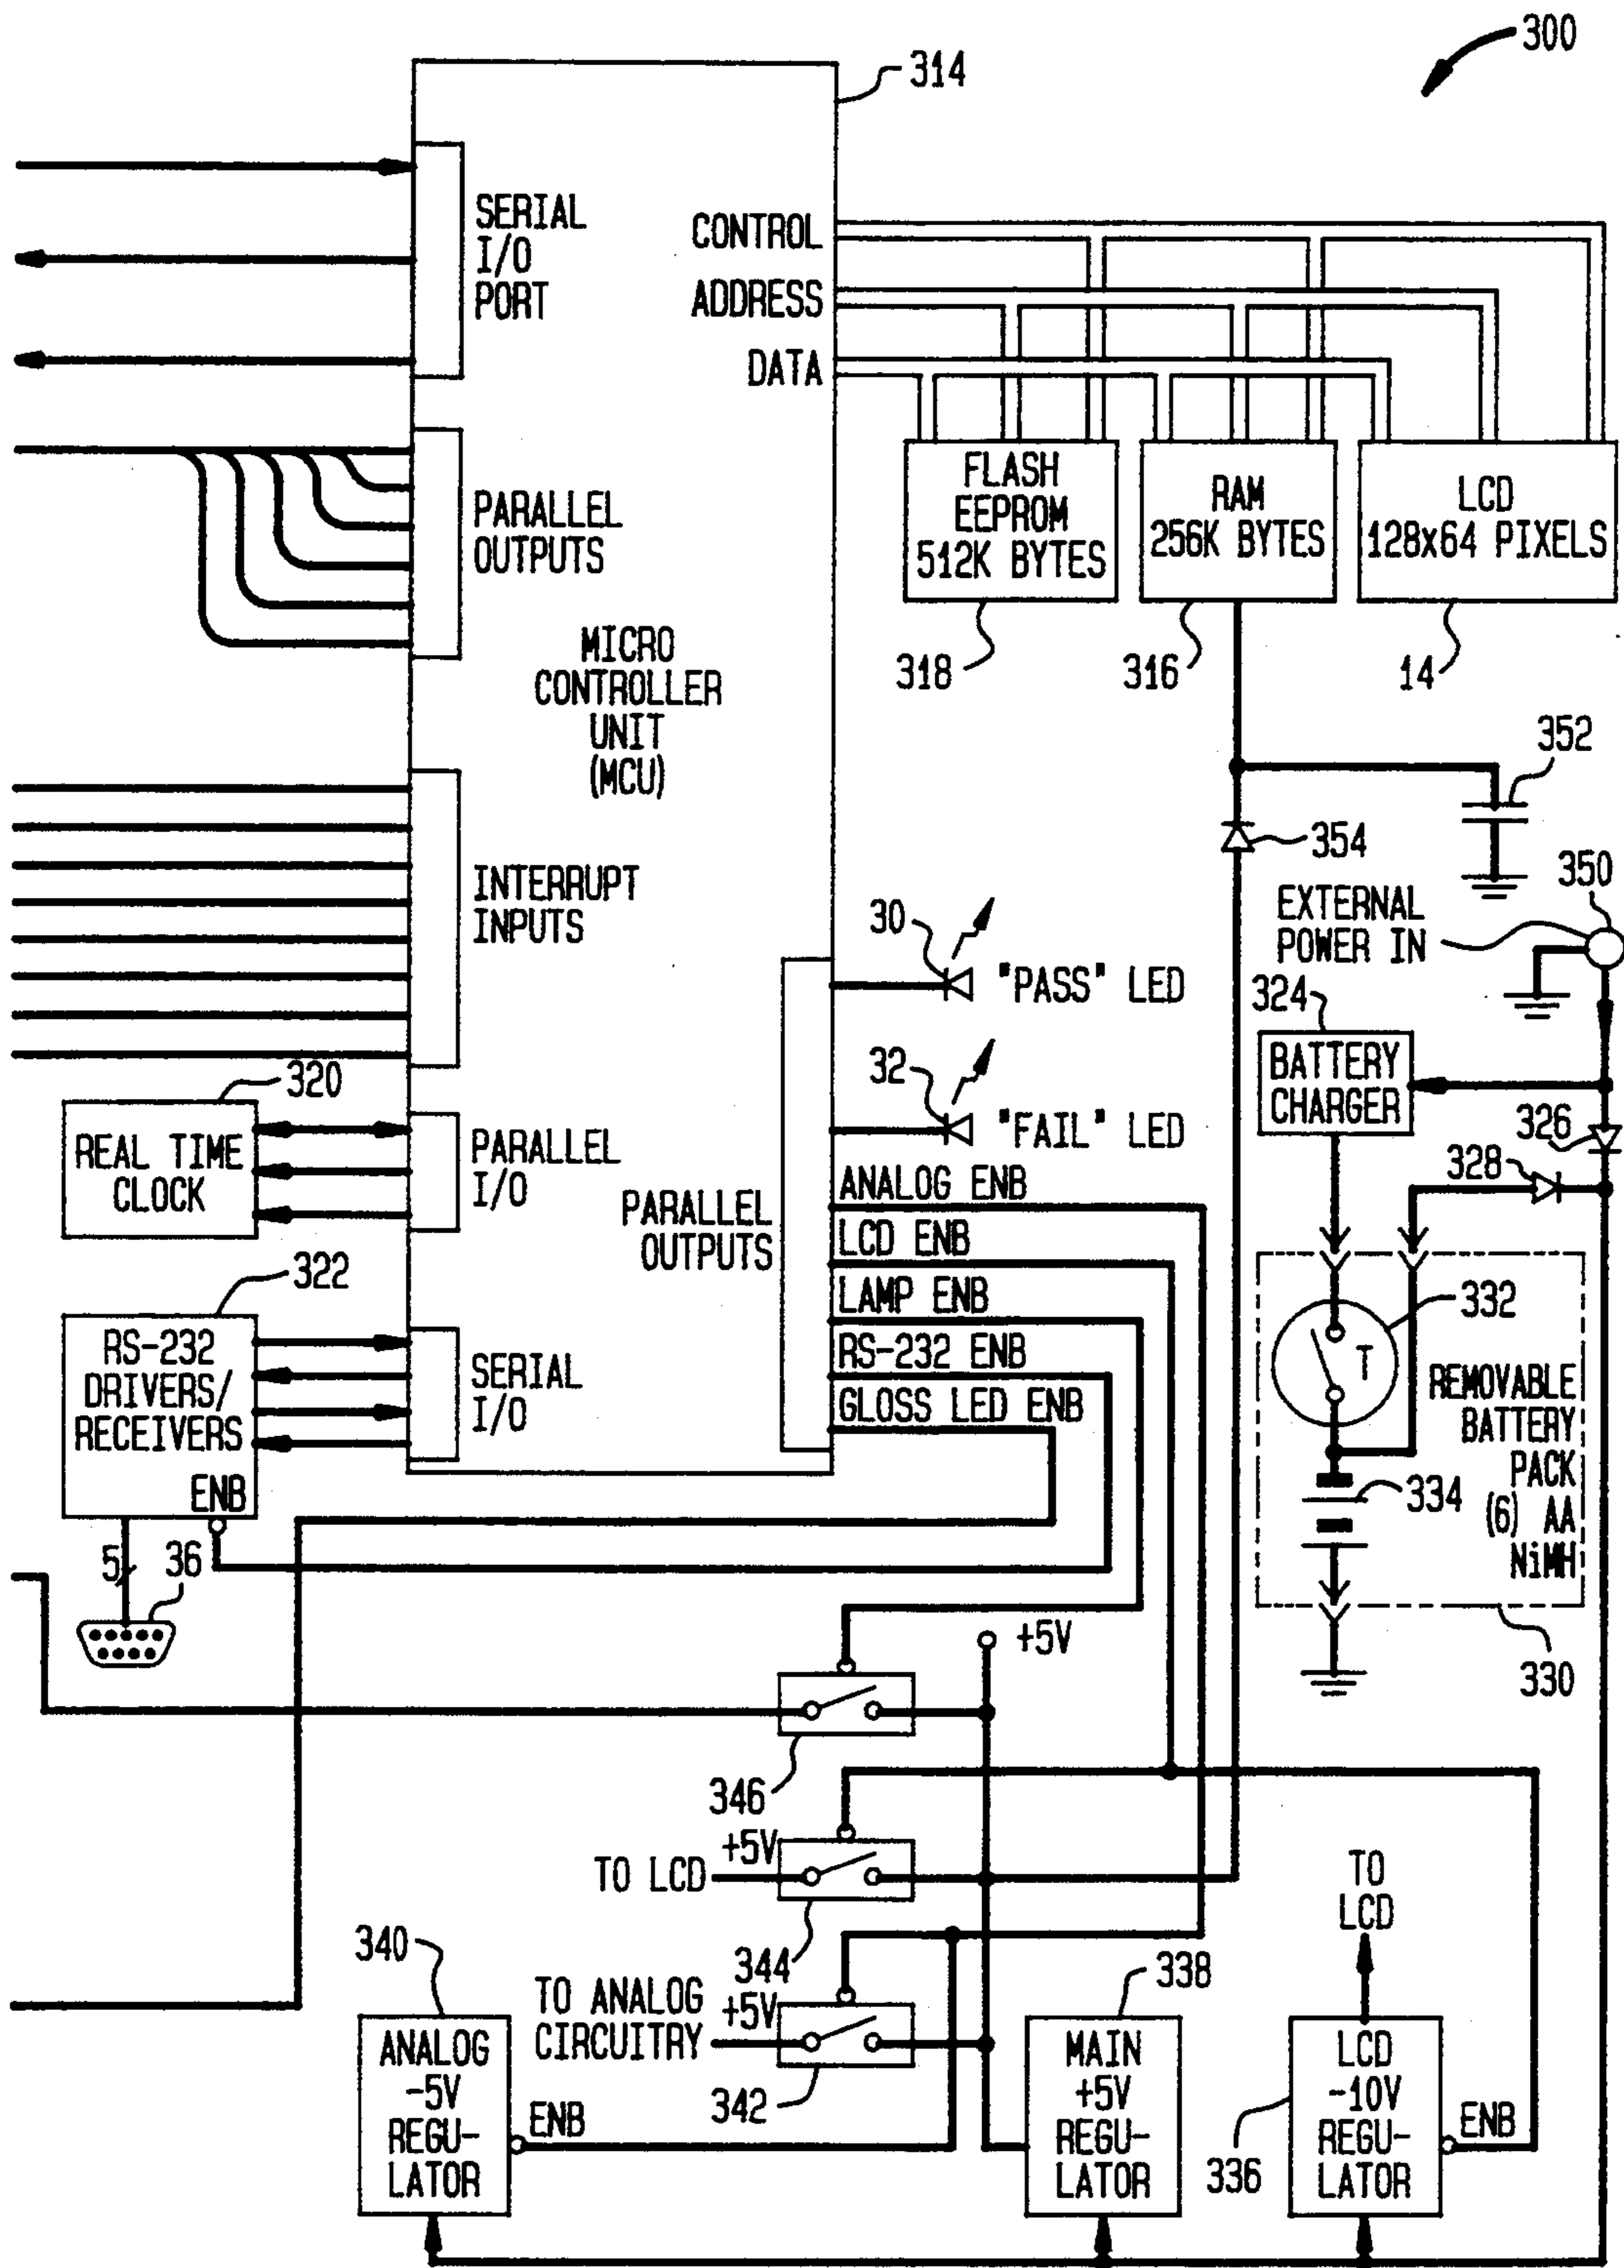 300
314
SERIAL
I/O
PORT
CONTROL
ADDRESS
DATA
PARALLEL
OUTPUTS
FLASH
EEPROM
512K BYTES
RAM
256K BYTES
LCD
128x64 PIXELS
318
316
14
MICRO
CONTROLLER
UNIT
(MCU)
352
354
350
EXTERNAL
POWER IN
INTERRUPT
INPUTS
30
"PASS" LED
324
BATTERY
CHARGER
32
"FAIL" LED
326
328
320
REAL TIME
CLOCK
PARALLEL
I/O
PARALLEL
OUTPUTS
ANALOG ENB
LCD ENB
LAMP ENB
RS-232 ENB
GLOSS LED ENB
322
RS-232
DRIVERS/
RECEIVERS
ENB
SERIAL
I/O
332
T
REMOVABLE
BATTERY
PACK
(6) AA
NiMH
334
330
5
36
+5V
346
TO LCD
+5V
344
TO
LCD
340
338
TO ANALOG
CIRCUITRY
+5V
342
ANALOG
-5V
REGU-
LATOR
ENB
MAIN
+5V
REGU-
LATOR
336
LCD
-10V
REGU-
LATOR
ENB